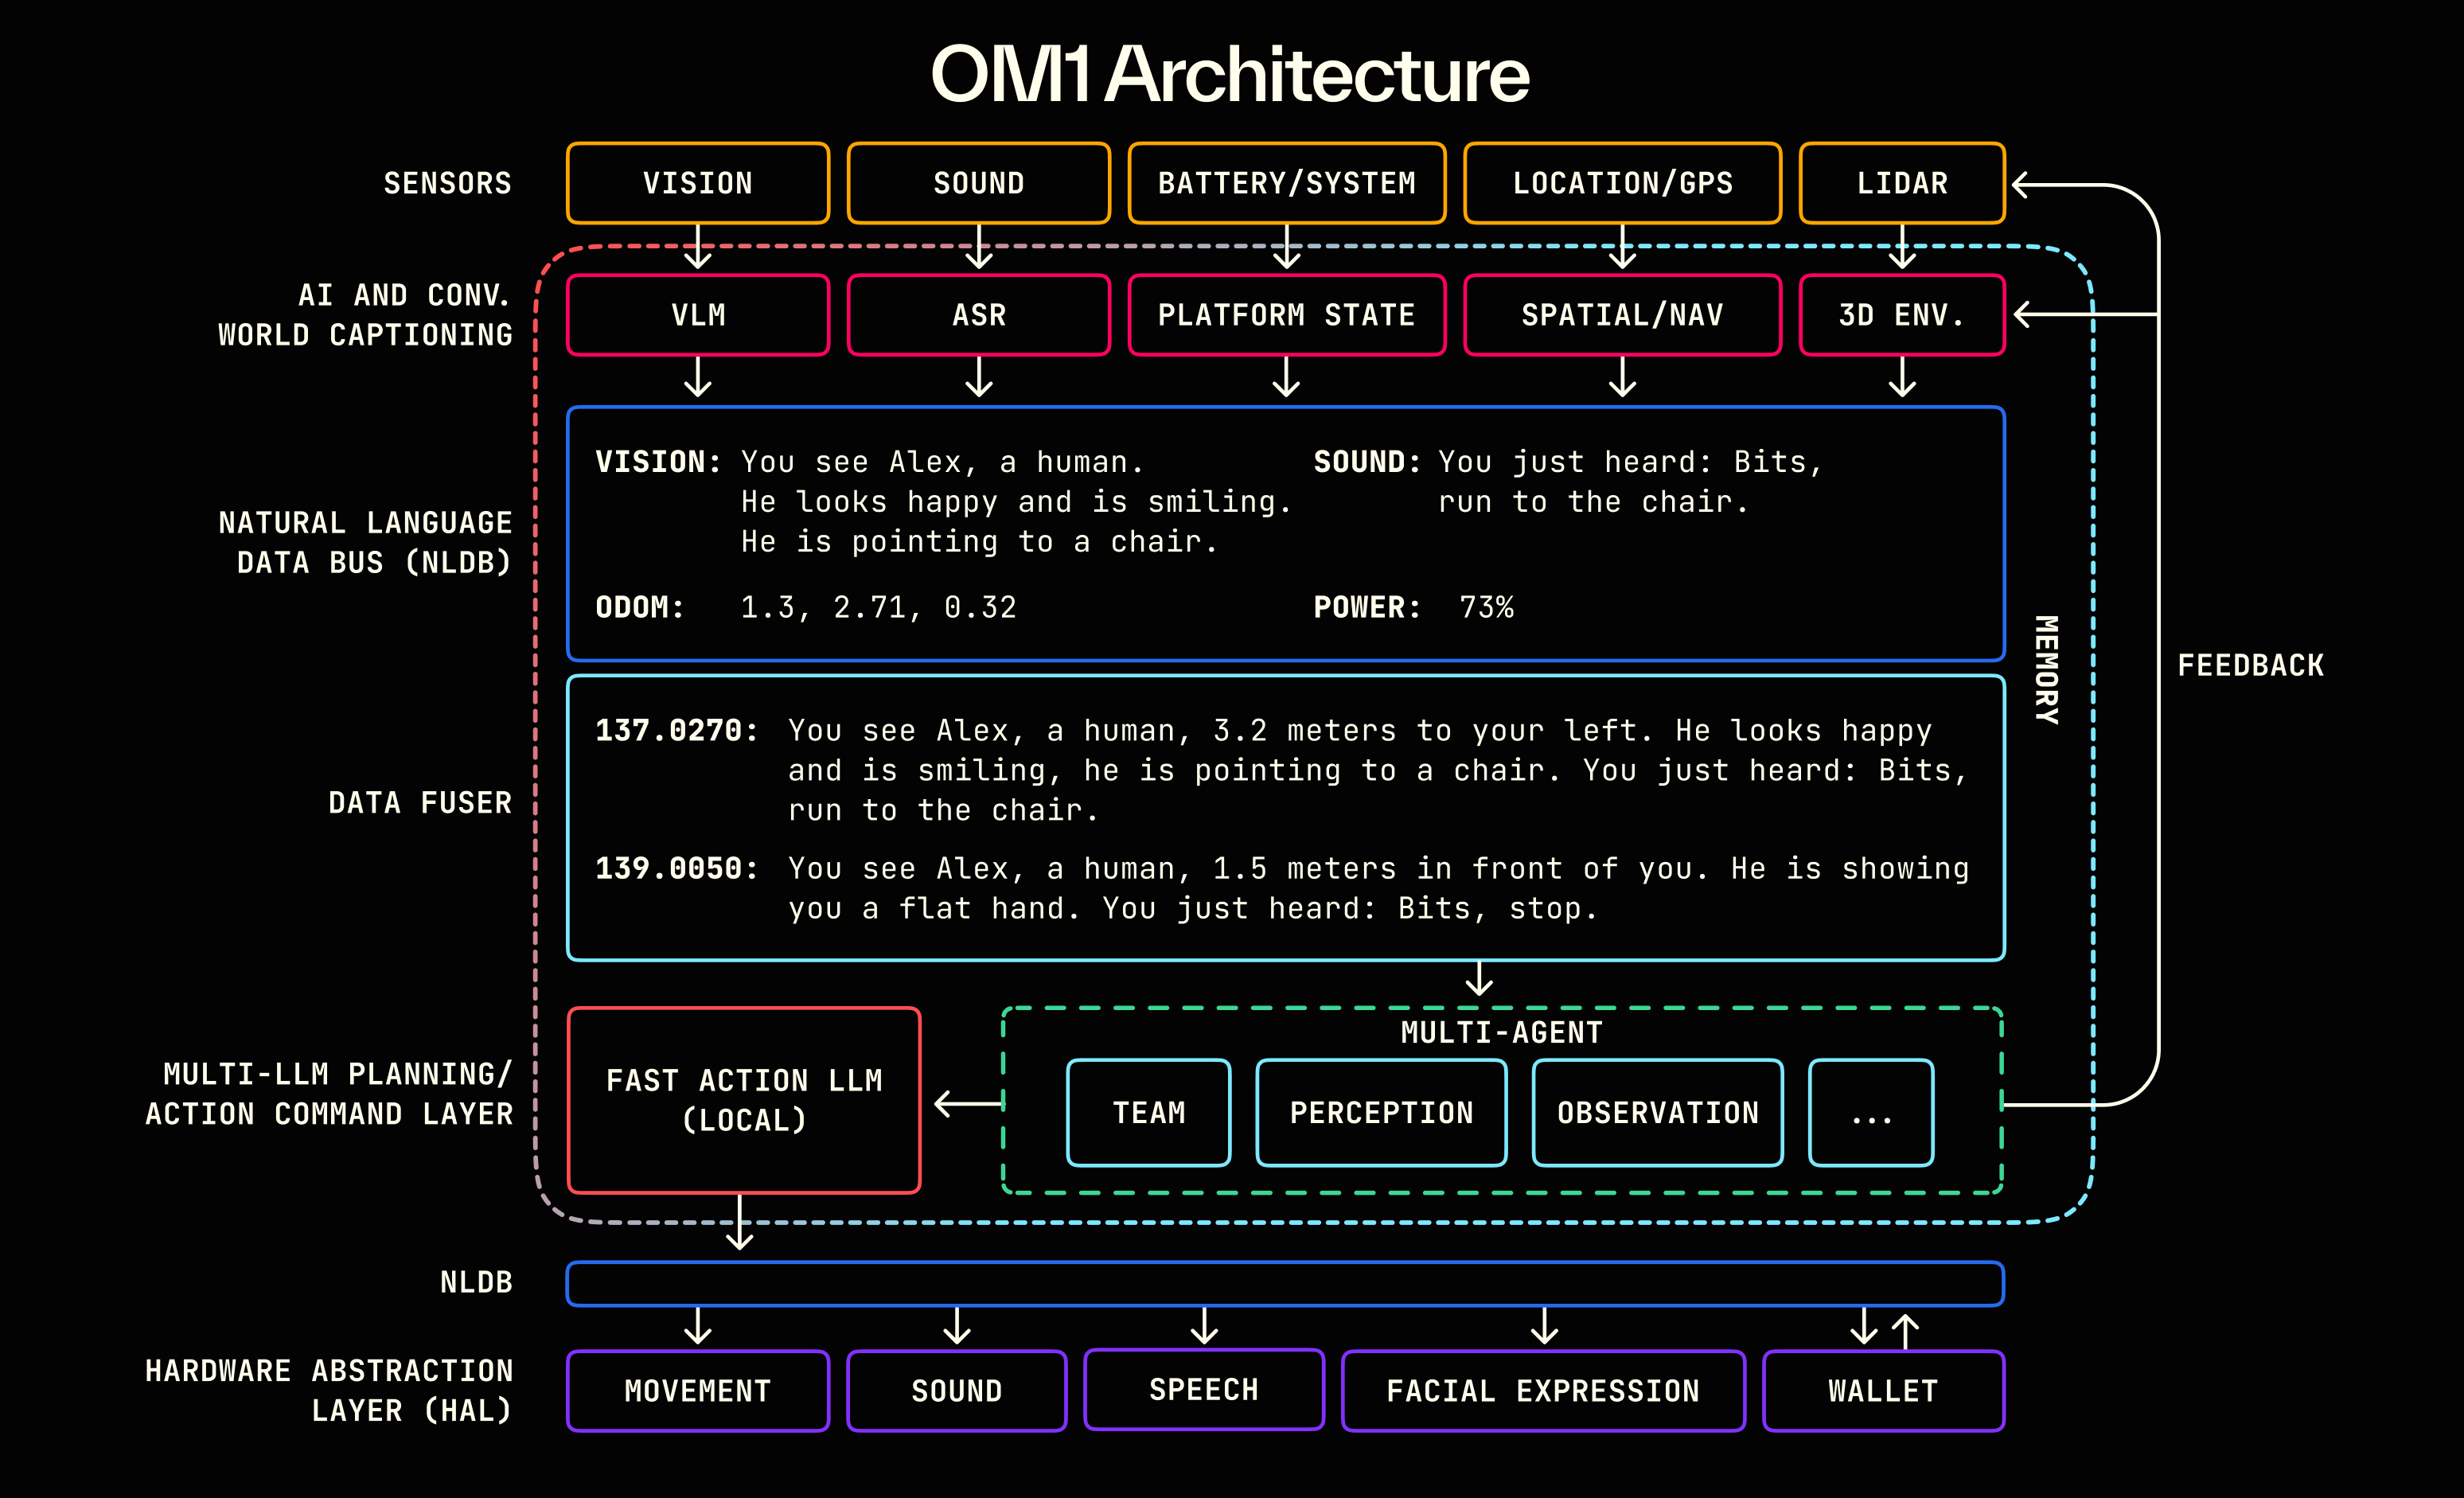 OM1 Architecture
SENSORS
VISION
SOUND
BATTERY/SYSTEM
LOCATION/GPS
LIDAR
AI AND CONV.
WORLD CAPTIONING
VLM
ASR
PLATFORM STATE
SPATIAL/NAV
3D ENV.
NATURAL LANGUAGE
DATA BUS (NLDB)
VISION: You see Alex, a human.
He looks happy and is smiling.
He is pointing to a chair.
SOUND: You just heard: Bits,
run to the chair.
ODOM: 1.3, 2.71, 0.32
POWER: 73%
MEMORY
FEEDBACK
DATA FUSER
137.0270: You see Alex, a human, 3.2 meters to your left. He looks happy
and is smiling, he is pointing to a chair. You just heard: Bits,
run to the chair.
139.0050: You see Alex, a human, 1.5 meters in front of you. He is showing
you a flat hand. You just heard: Bits, stop.
MULTI-LLM PLANNING/
ACTION COMMAND LAYER
FAST ACTION LLM
(LOCAL)
MULTI-AGENT
TEAM
PERCEPTION
OBSERVATION
...
NLDB
HARDWARE ABSTRACTION
LAYER (HAL)
MOVEMENT
SOUND
SPEECH
FACIAL EXPRESSION
WALLET